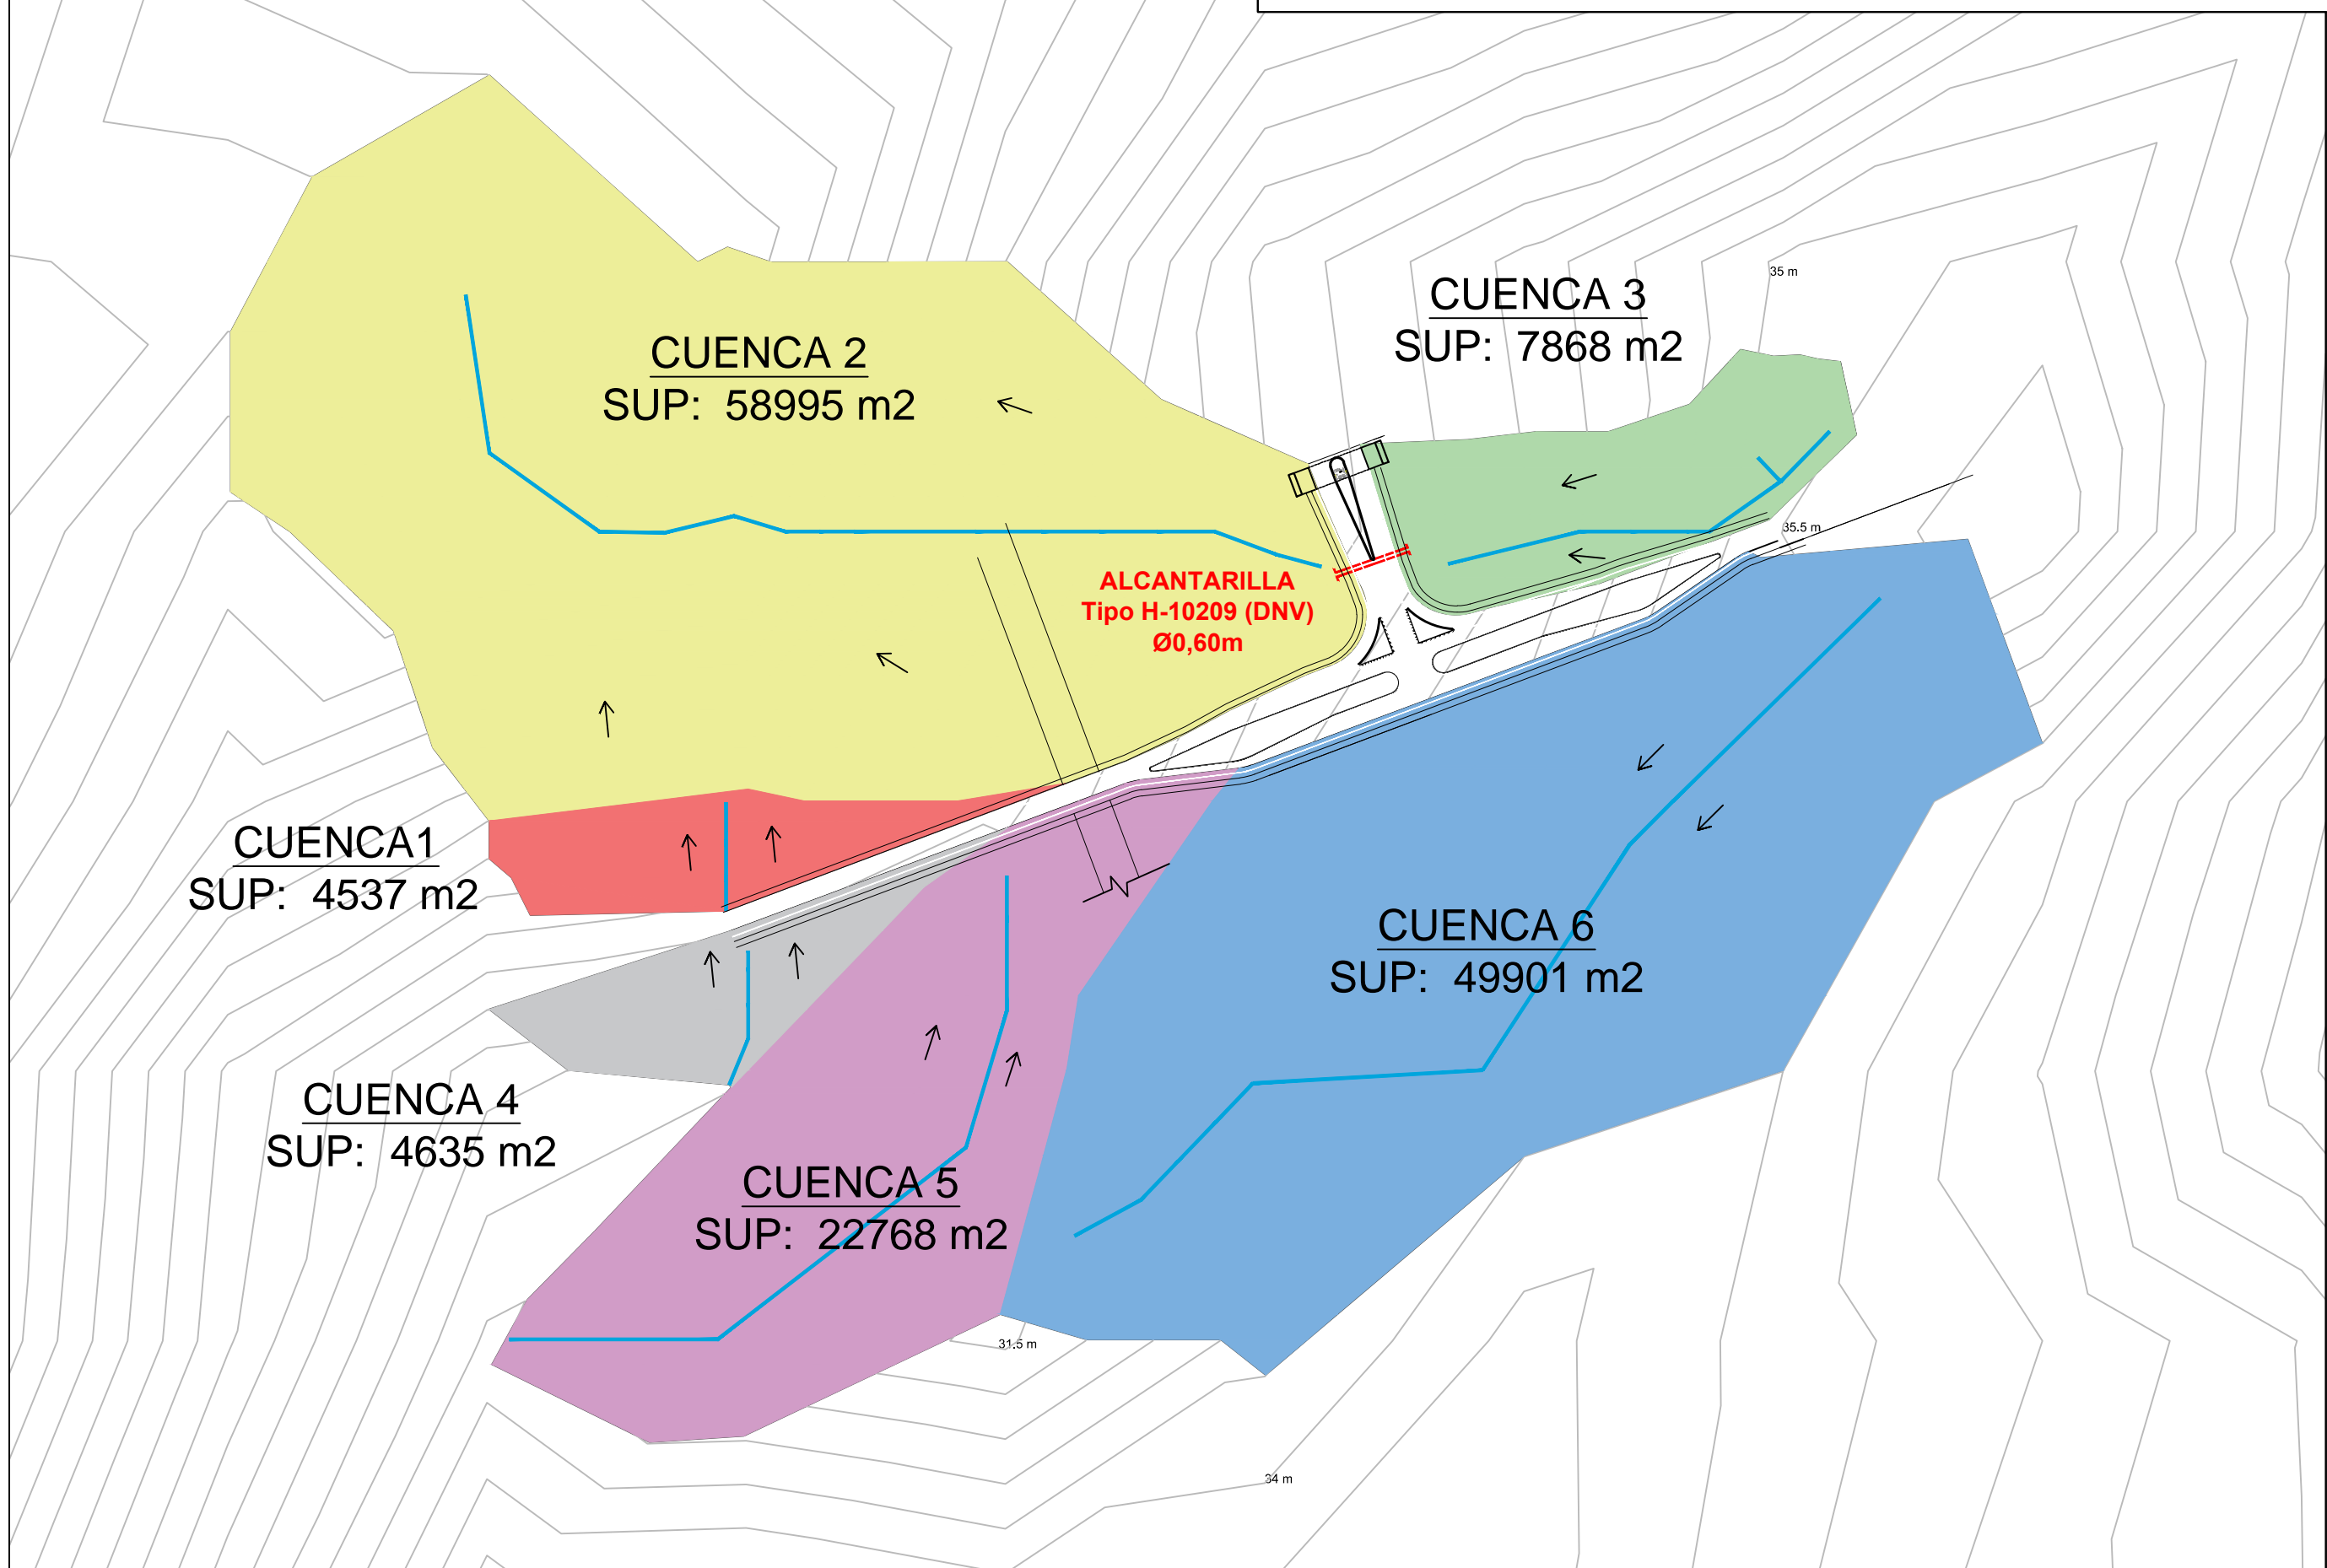 35 m
CUENCA 3
SUP: 7868 m2
CUENCA 2
SUP: 58995 m2
35.5 m
ALCANTARILLA
Tipo H-10209 (DNV)
Ø0,60m
CUENCA1
SUP: 4537 m2
CUENCA 6
SUP: 49901 m2
CUENCA 4
SUP: 4635 m2
CUENCA 5
SUP: 22768 m2
31.5 m
34 m